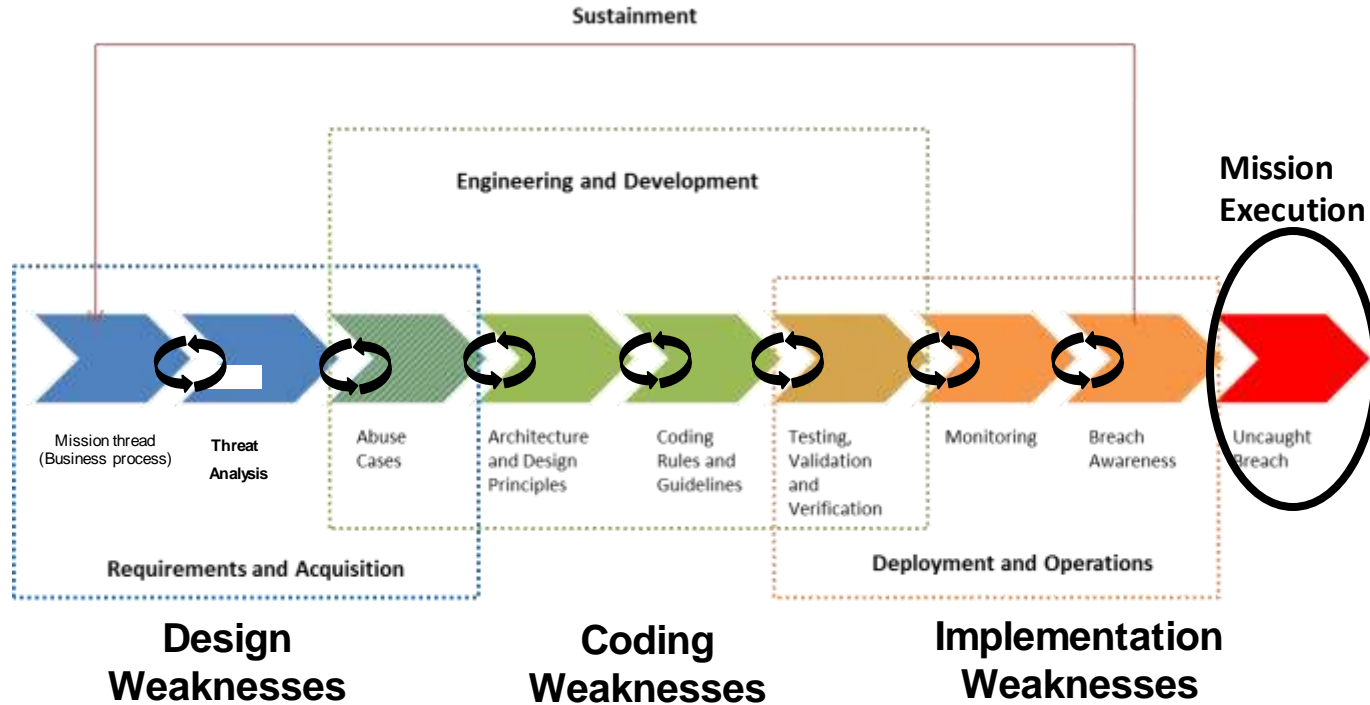 Sustainment
Engineering and Development
Mission
Execution
Mission thread
(Business process)
Threat
Analysis
Abuse
Cases
Architecture
and Design
Principles
Coding
Rules and
Guidelines
Testing,
Validation
and
Verification
Monitoring
Breach
Awareness
Uncaught
Breach
Requirements and Acquisition
Deployment and Operations
Design
Weaknesses
Coding
Weaknesses
Implementation
Weaknesses